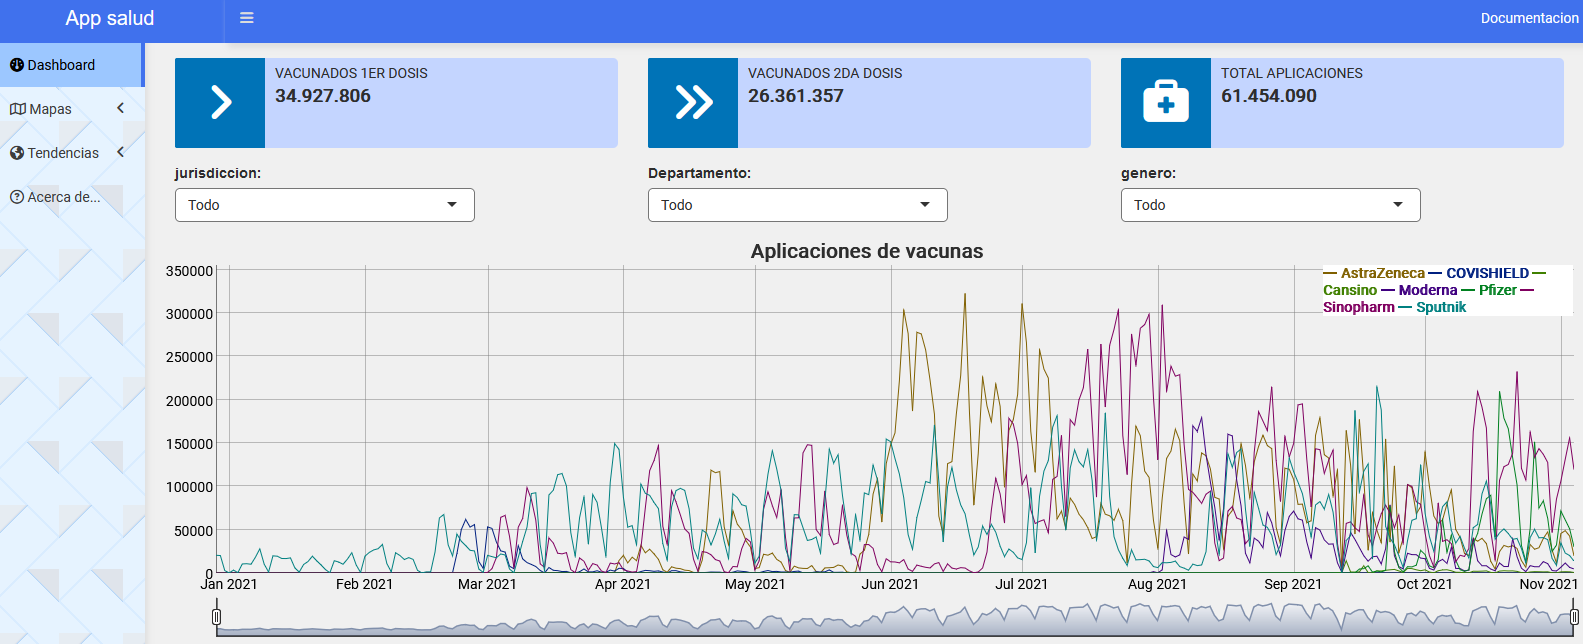 App salud
Documentacion
Dashboard
Mapas
Tendencias
Acerca de...
VACUNADOS 1ER DOSIS
34.927.806
VACUNADOS 2DA DOSIS
26.361.357
TOTAL APLICACIONES
61.454.090
jurisdiccion:
Todo
Departamento:
Todo
genero:
Todo
Aplicaciones de vacunas
AstraZeneca — COVISHIELD —
Cansino — Moderna — Pfizer —
Sinopharm — Sputnik
350000
300000
250000
200000
150000
100000
50000
0
Jan 2021 Feb 2021 Mar 2021 Apr 2021 May 2021 Jun 2021 Jul 2021 Aug 2021 Sep 2021 Oct 2021 Nov 2021